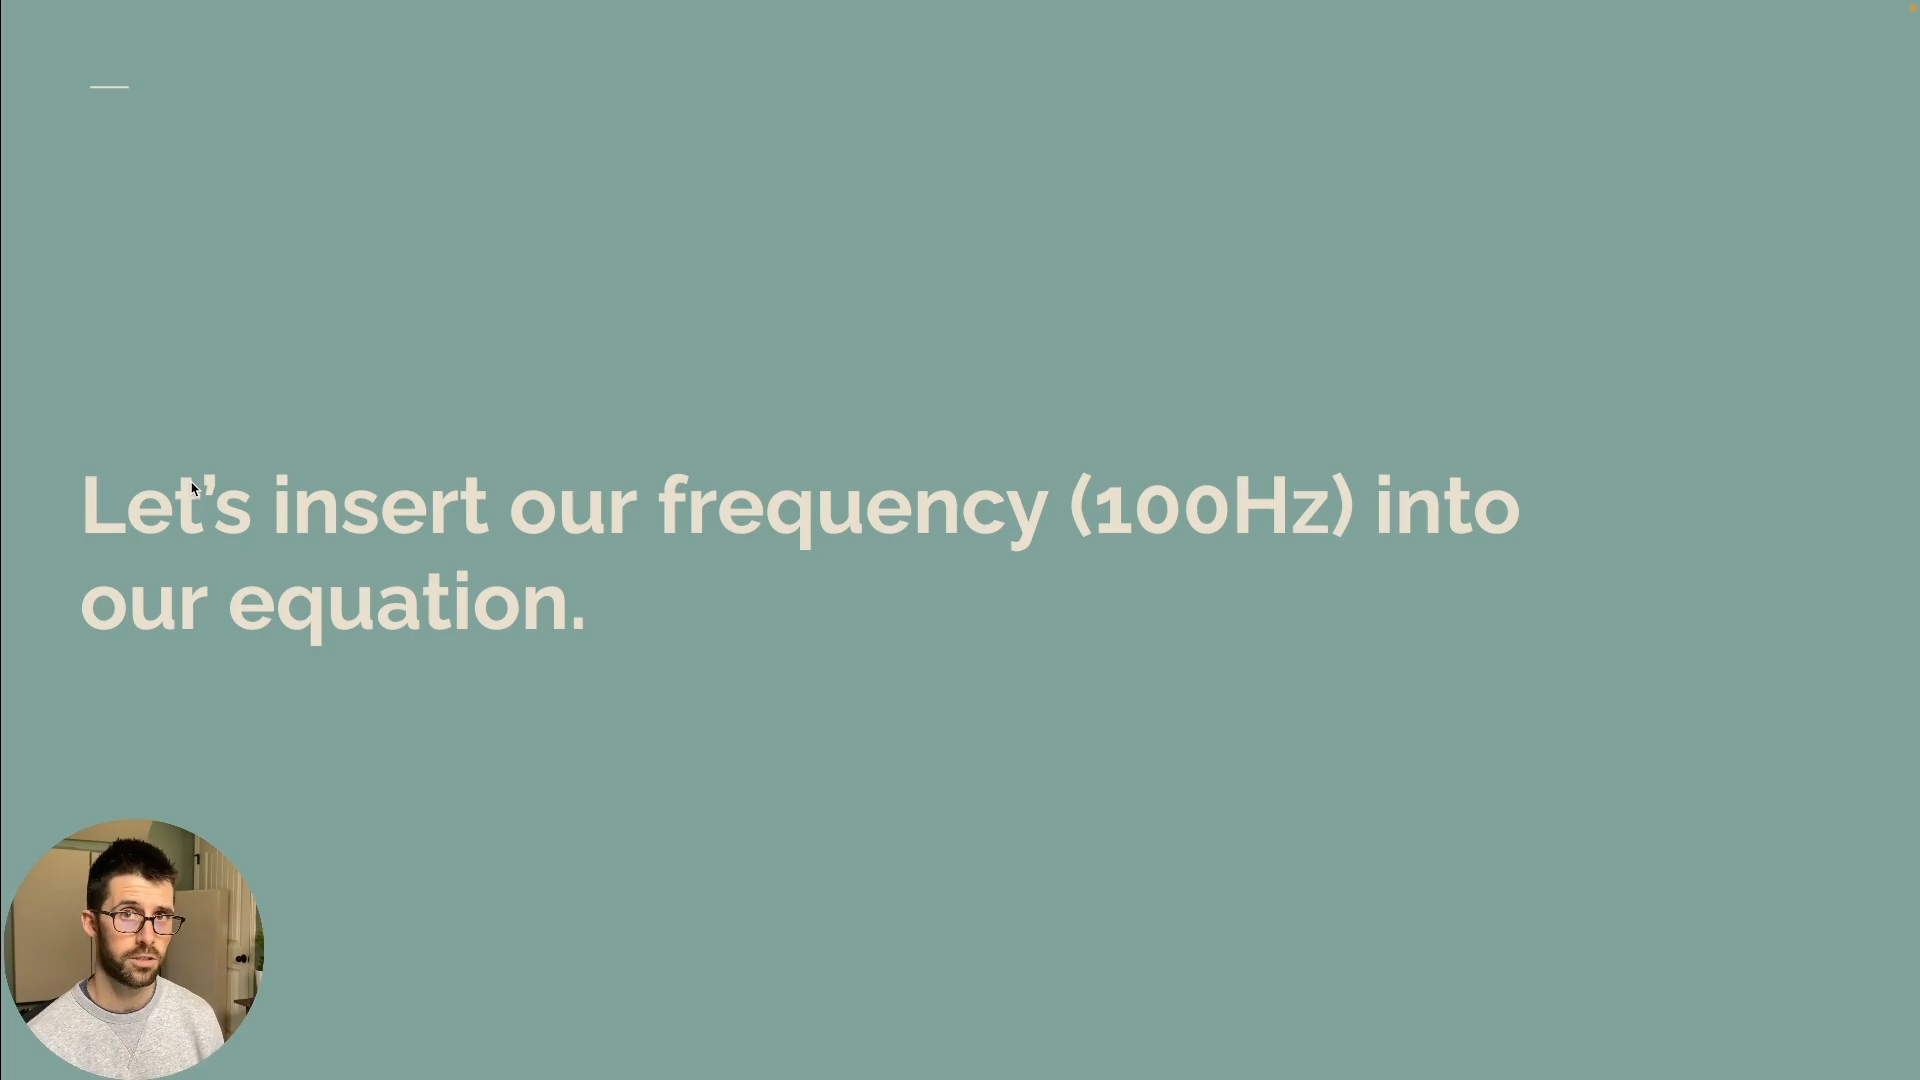 Let’s insert our frequency (100Hz) into
our equation.